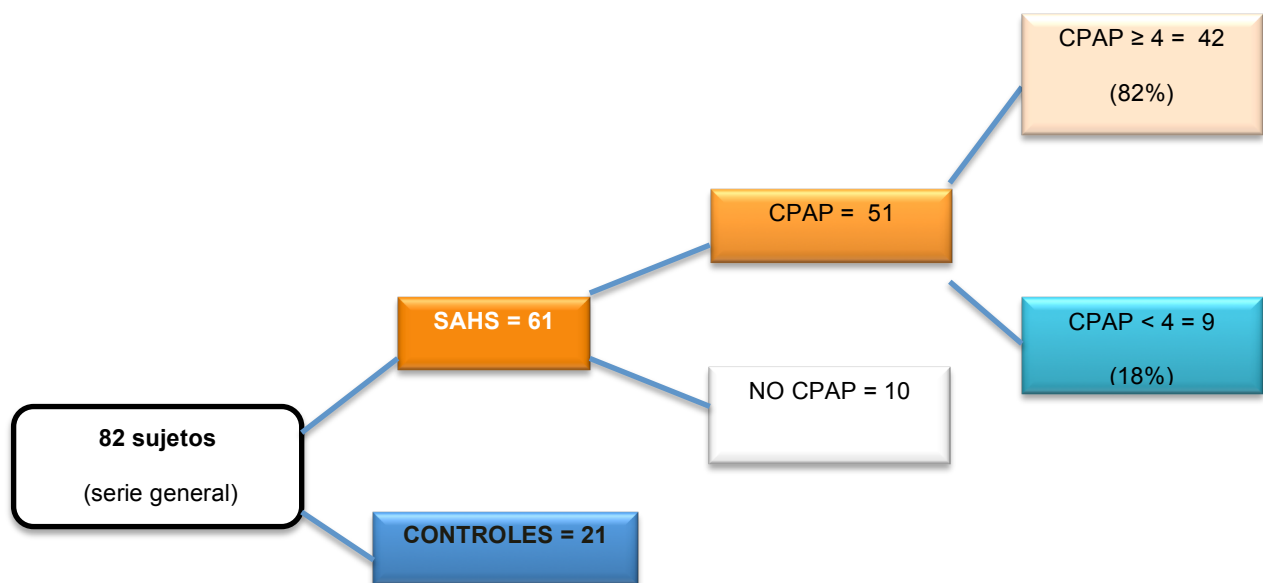 CPAP ≥ 4 = 42
(82%)
CPAP = 51
SAHS = 61
CPAP < 4 = 9
(18%)
NO CPAP = 10
82 sujetos
(serie general)
CONTROLES = 21